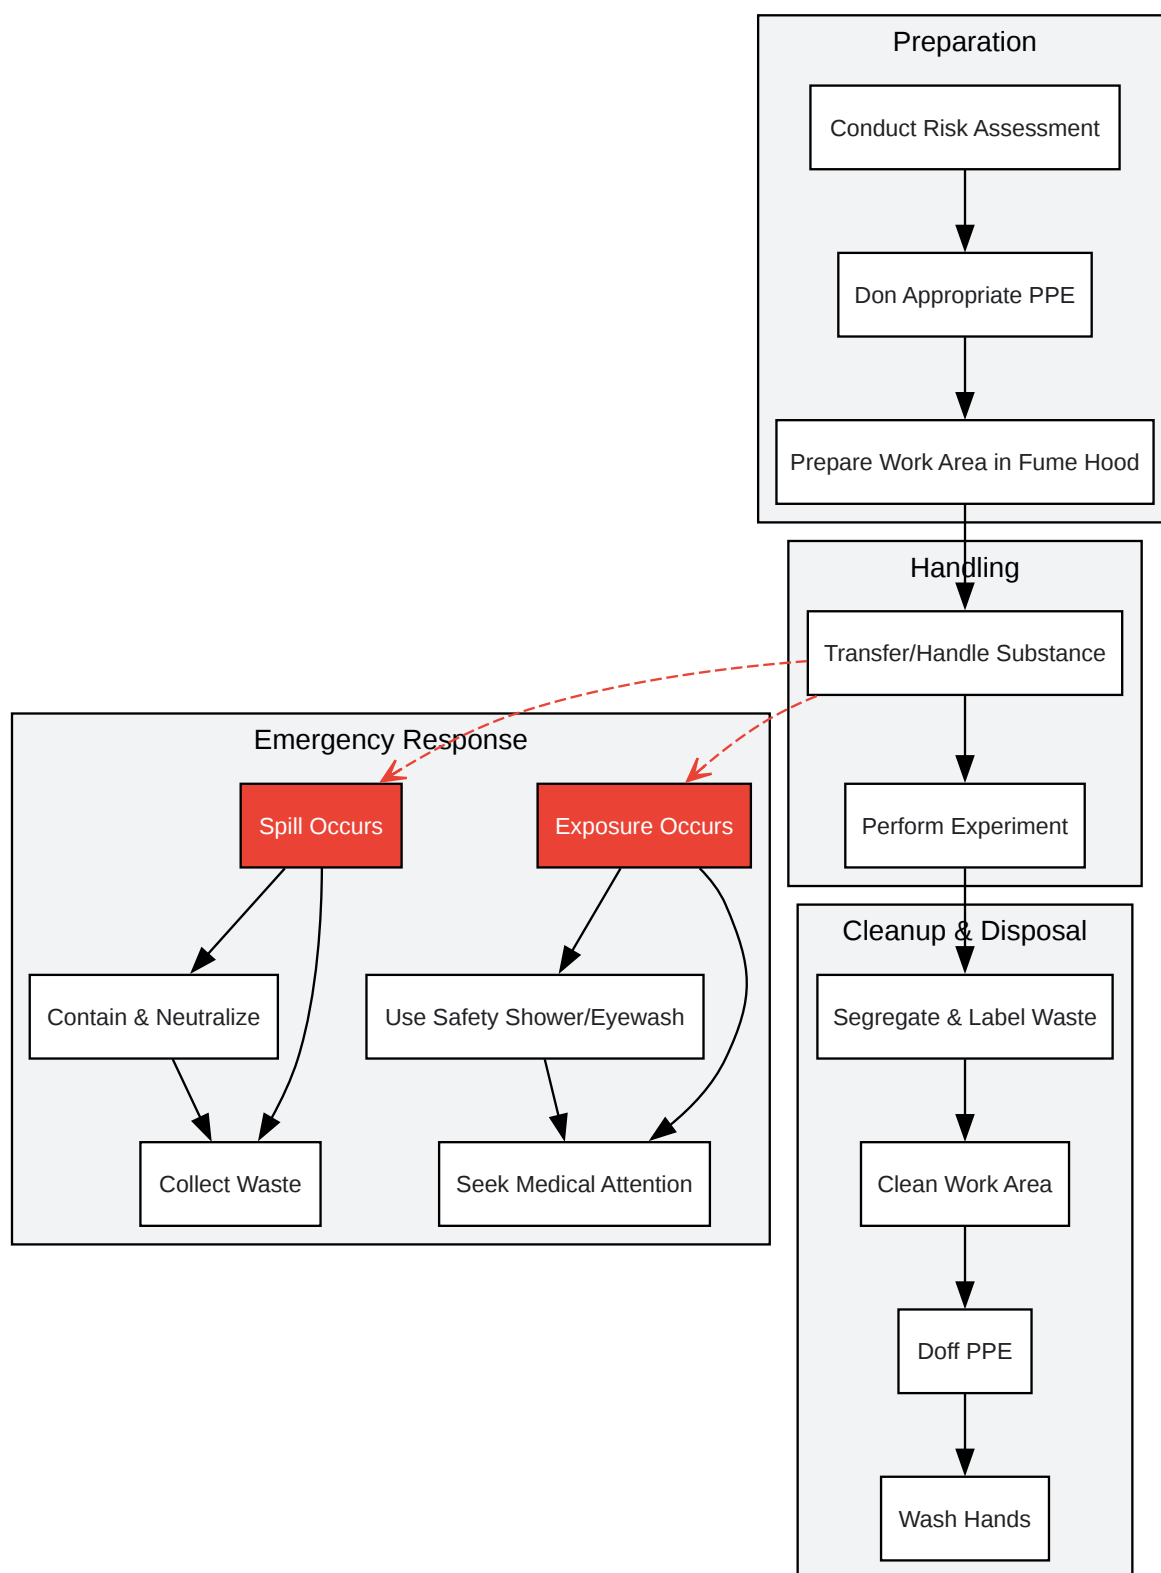 Preparation
Conduct Risk Assessment
Don Appropriate PPE
Prepare Work Area in Fume Hood
Handling
Transfer/Handle Substance
Perform Experiment
Emergency Response
Spill Occurs
Exposure Occurs
Contain & Neutralize
Use Safety Shower/Eyewash
Collect Waste
Seek Medical Attention
Cleanup & Disposal
Segregate & Label Waste
Clean Work Area
Doff PPE
Wash Hands